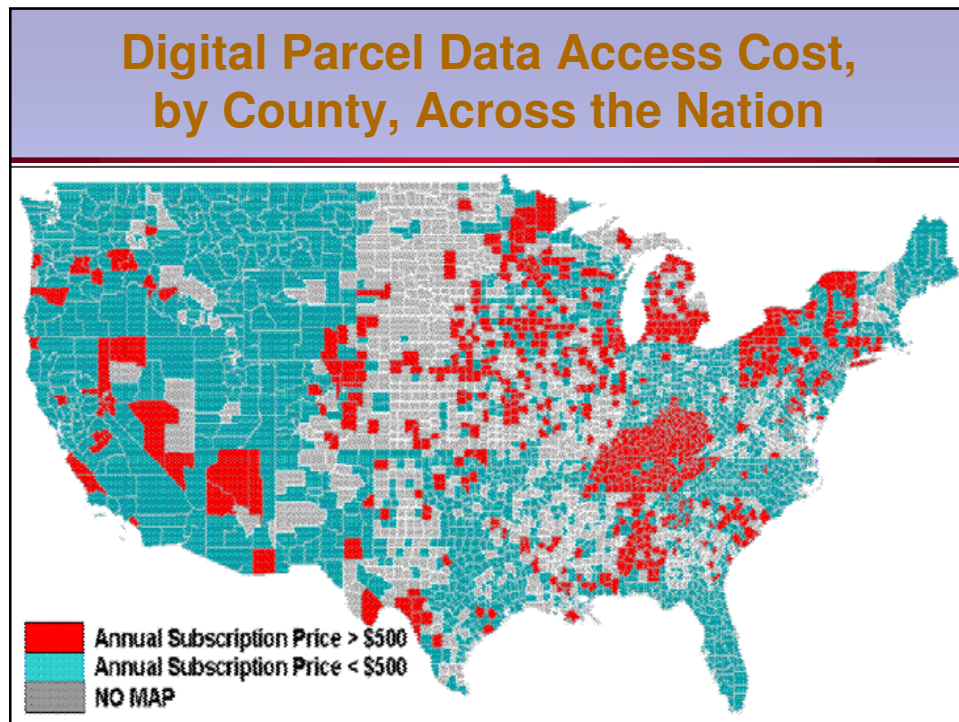 Digital Parcel Data Access Cost,
by County, Across the Nation
Annual Subscription Price > $500
Annual Subscription Price < $500
NO MAP